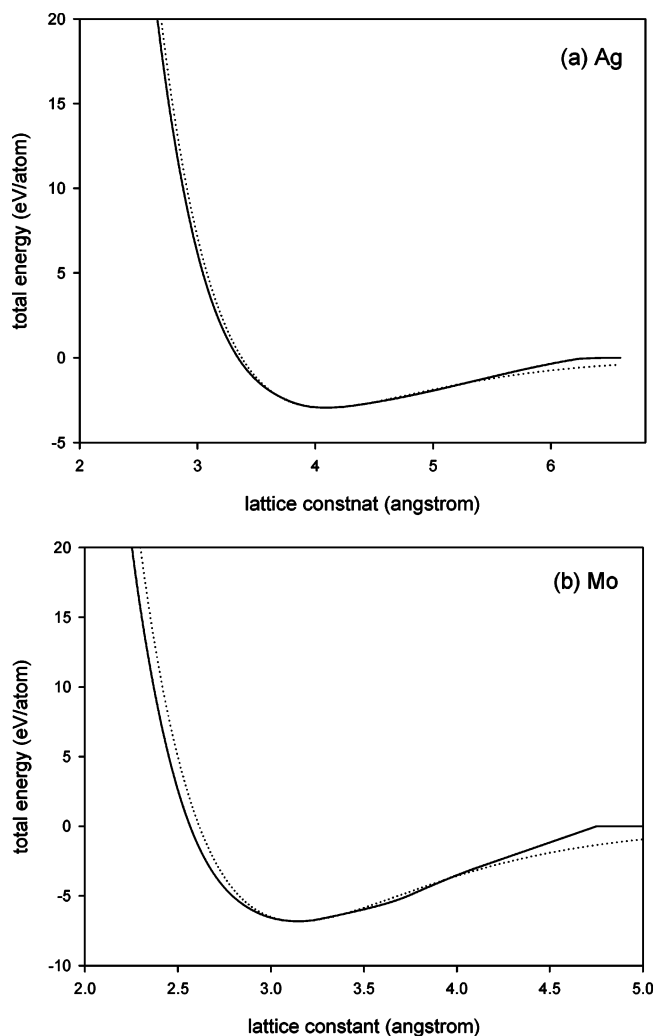 20
(a) Ag
15
10
5
0
-5
total energy (eV/atom)
2 3 4 5 6
lattice constnat (angstrom)
20
(b) Mo
15
10
5
0
-5
-10
total energy (eV/atom)
2.0 2.5 3.0 3.5 4.0 4.5 5.0
lattice constant (angstrom)